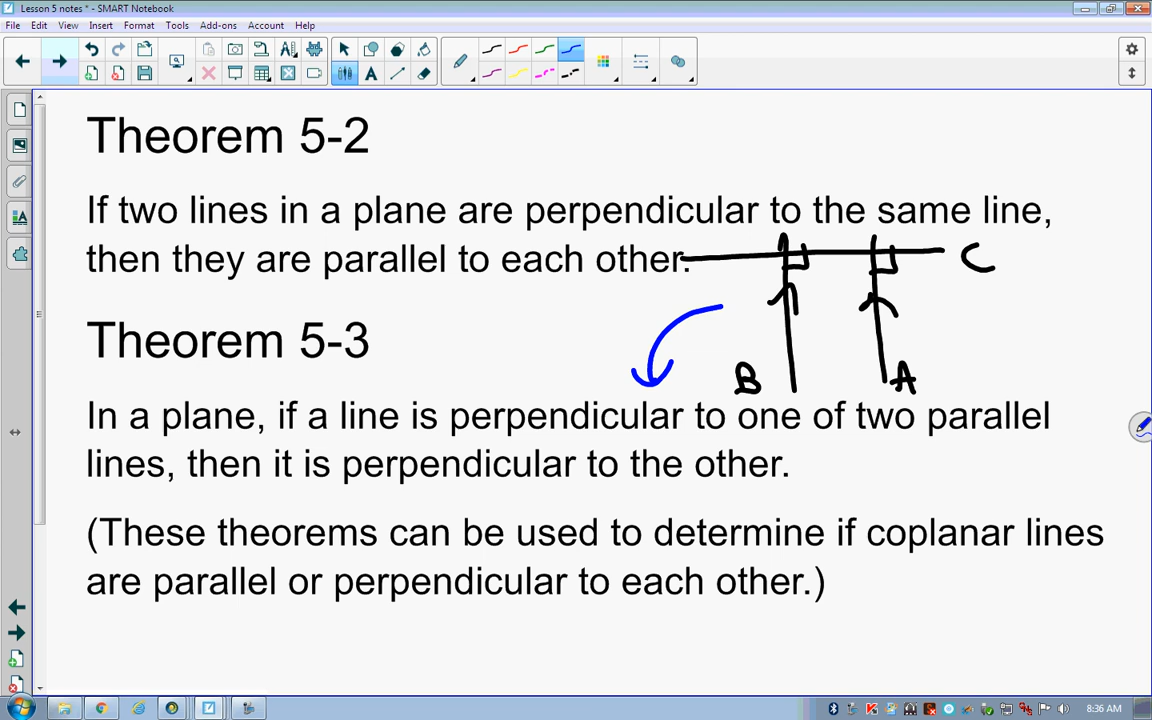 Lesson 5 notes * - SMART Notebook
File Edit View Insert Format Tools Add-ons Account Help
Theorem 5-2
If two lines in a plane are perpendicular to the same line,
then they are parallel to each other.
C
B
A
Theorem 5-3
In a plane, if a line is perpendicular to one of two parallel
lines, then it is perpendicular to the other.
(These theorems can be used to determine if coplanar lines
are parallel or perpendicular to each other.)
8:36 AM